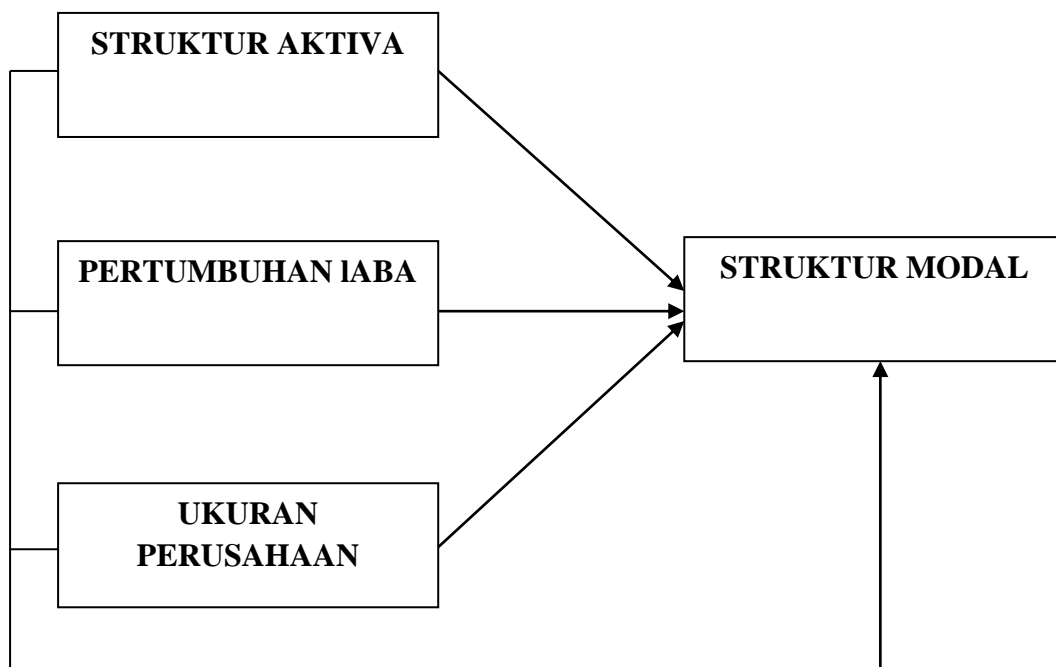 STRUKTUR AKTIVA
PERTUMBUHAN lABA
STRUKTUR MODAL
UKURAN
PERUSAHAAN